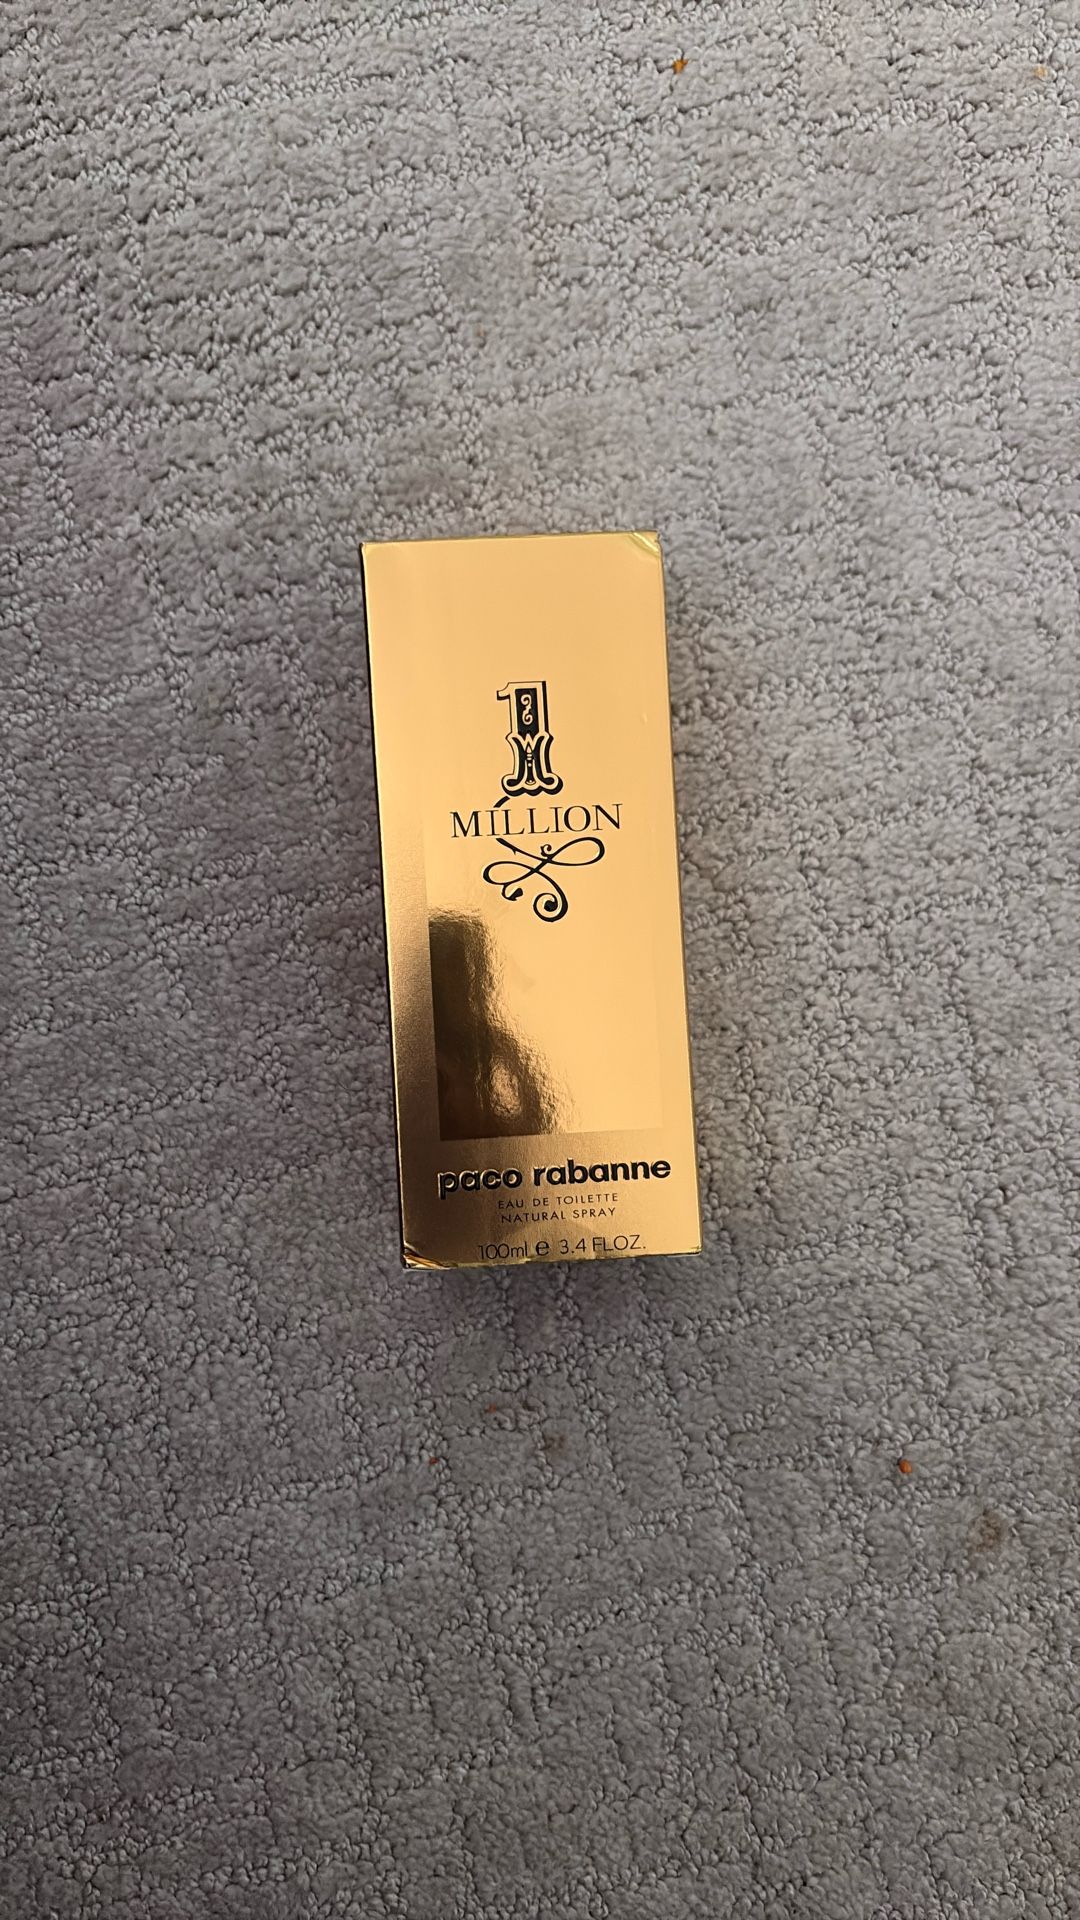 1
MILLION
paco rabanne
EAU DE TOILETTE
NATURAL SPRAY
100ml e 3.4 FL.OZ.